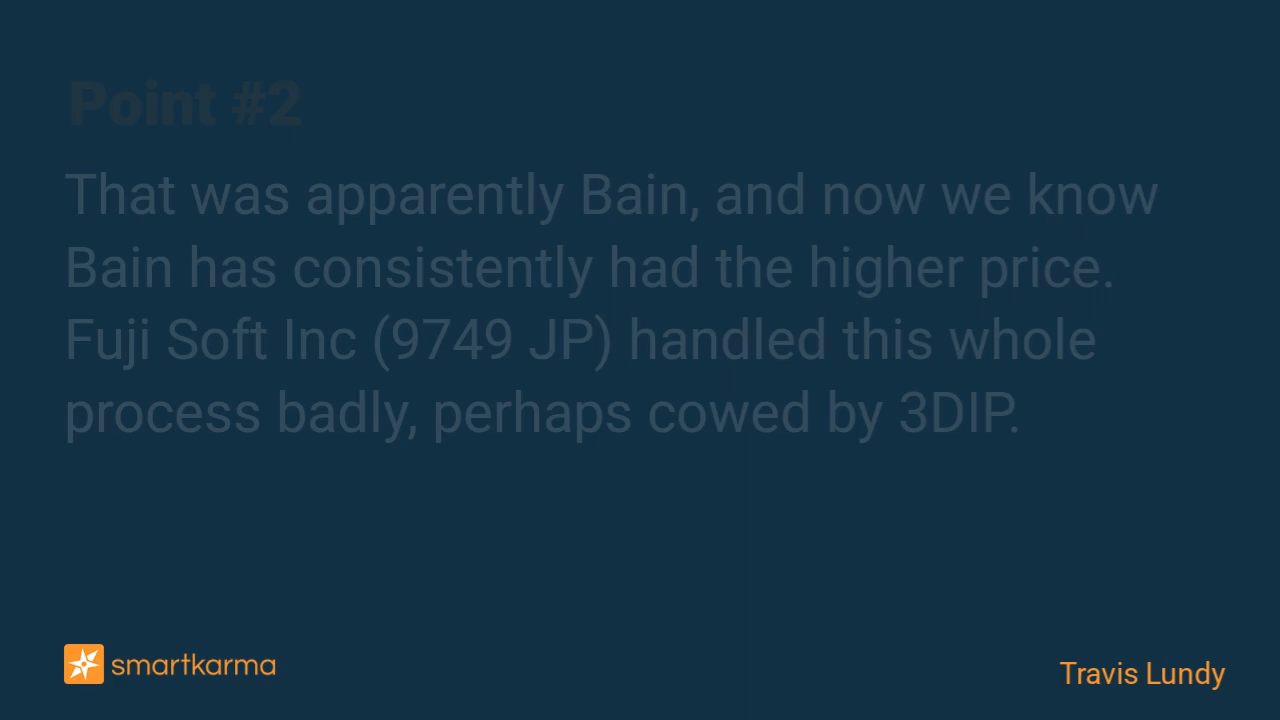 Point #2
That was apparently Bain, and now we know
Bain has consistently had the higher price.
Fuji Soft Inc (9749 JP) handled this whole
process badly, perhaps cowed by 3DIP.
smartkarma
Travis Lundy